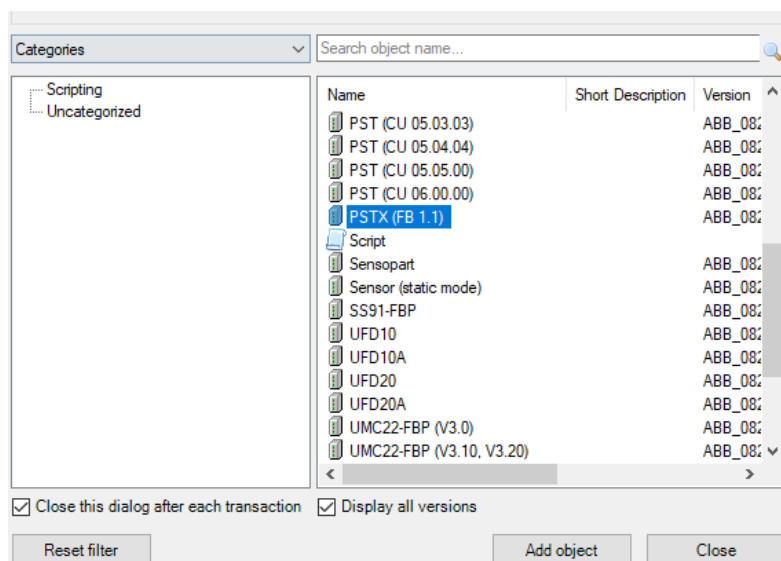 Categories
Search object name...
Scripting
Uncategorized
Name Short Description Version
PST (CU 05.03.03) ABB_082
PST (CU 05.04.04) ABB_082
PST (CU 05.05.00) ABB_082
PST (CU 06.00.00) ABB_082
PSTX (FB 1.1) ABB_082
Script
Sensopart ABB_082
Sensor (static mode) ABB_082
SS91-FBP ABB_082
UFD10 ABB_082
UFD10A ABB_082
UFD20 ABB_082
UFD20A ABB_082
UMC22-FBP (V3.0) ABB_082
UMC22-FBP (V3.10, V3.20) ABB_082
Close this dialog after each transaction Display all versions
Reset filter Add object Close